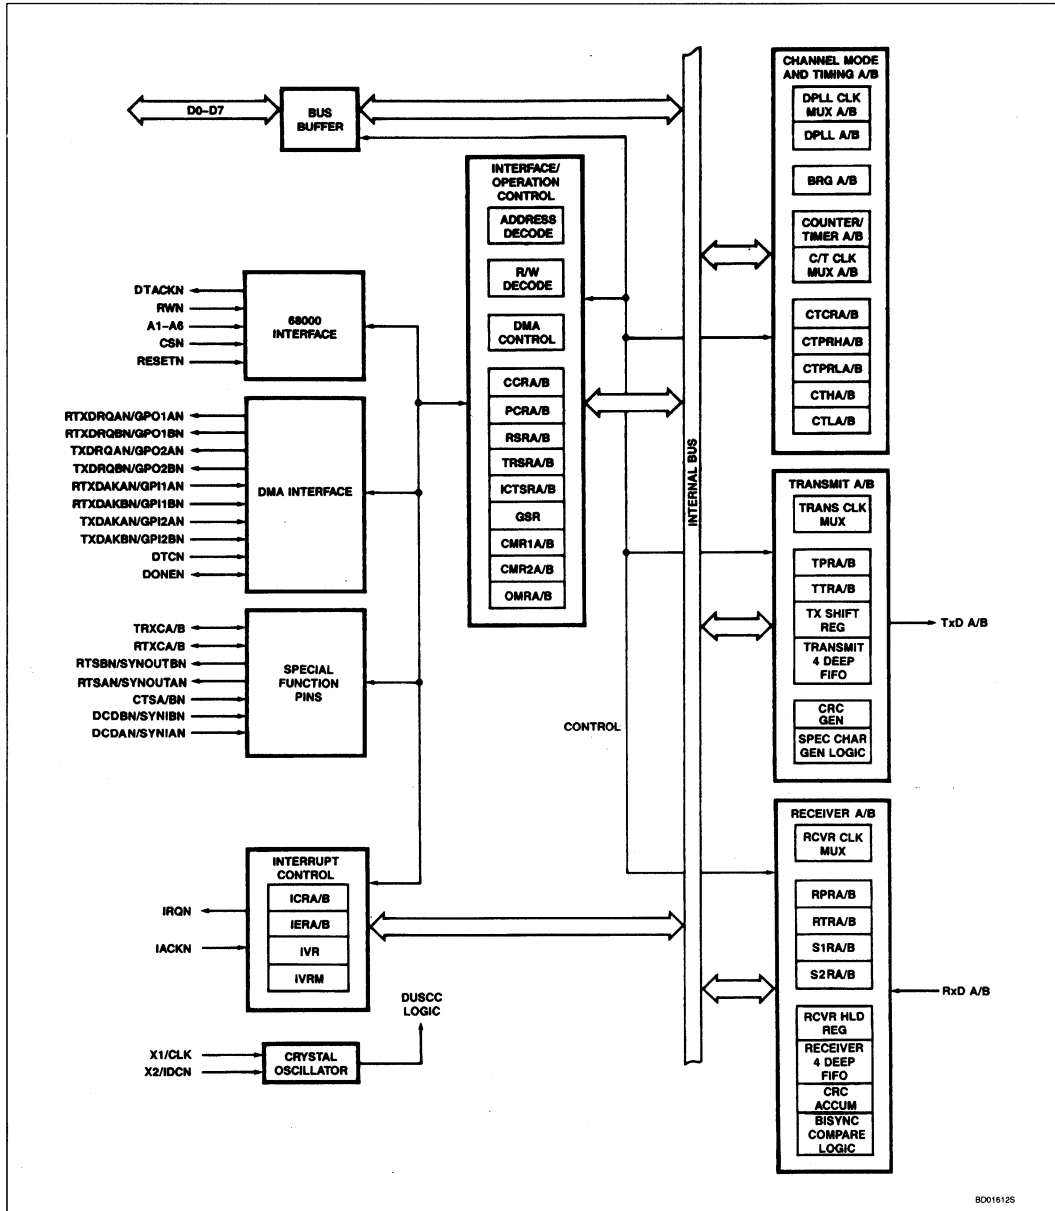 D0–D7
BUS
BUFFER
INTERFACE/
OPERATION
CONTROL
ADDRESS
DECODE
R/W
DECODE
DMA
CONTROL
CCRA/B
PCRA/B
RSRA/B
TRSRA/B
ICTSRA/B
GSR
CMR1A/B
CMR2A/B
OMRA/B
DTACKN
RWN
A1–A6
CSN
RESETN
68000
INTERFACE
RTXDRQAN/GPO1AN
RTXDRQBN/GPO1BN
TXDRQAN/GPO2AN
TXDRQBN/GPO2BN
RTXDAKAN/GPI1AN
RTXDAKBN/GPI1BN
TXDAKAN/GPI2AN
TXDAKBN/GPI2BN
DTCN
DONEN
DMA INTERFACE
TRXCA/B
RTXCA/B
RTSBN/SYNOUTBN
RTSAN/SYNOUTAN
CTSA/BN
DCDBN/SYNIBN
DCDAN/SYNIAN
SPECIAL
FUNCTION
PINS
INTERRUPT
CONTROL
ICRA/B
IERA/B
IVR
IVRM
IRQN
IACKN
DUSCC
LOGIC
X1/CLK
X2/IDCN
CRYSTAL
OSCILLATOR
CONTROL
INTERNAL BUS
CHANNEL MODE
AND TIMING A/B
DPLL CLK
MUX A/B
DPLL A/B
BRG A/B
COUNTER/
TIMER A/B
C/T CLK
MUX A/B
CTCRA/B
CTPRHA/B
CTPRLA/B
CTHA/B
CTLA/B
TRANSMIT A/B
TRANS CLK
MUX
TPRA/B
TTRA/B
TX SHIFT
REG
TRANSMIT
4 DEEP
FIFO
CRC
GEN
SPEC CHAR
GEN LOGIC
TxD A/B
RECEIVER A/B
RCVR CLK
MUX
RPRA/B
RTRA/B
S1RA/B
S2RA/B
RCVR HLD
REG
RECEIVER
4 DEEP
FIFO
CRC
ACCUM
BISYNC
COMPARE
LOGIC
RxD A/B
BD01612S